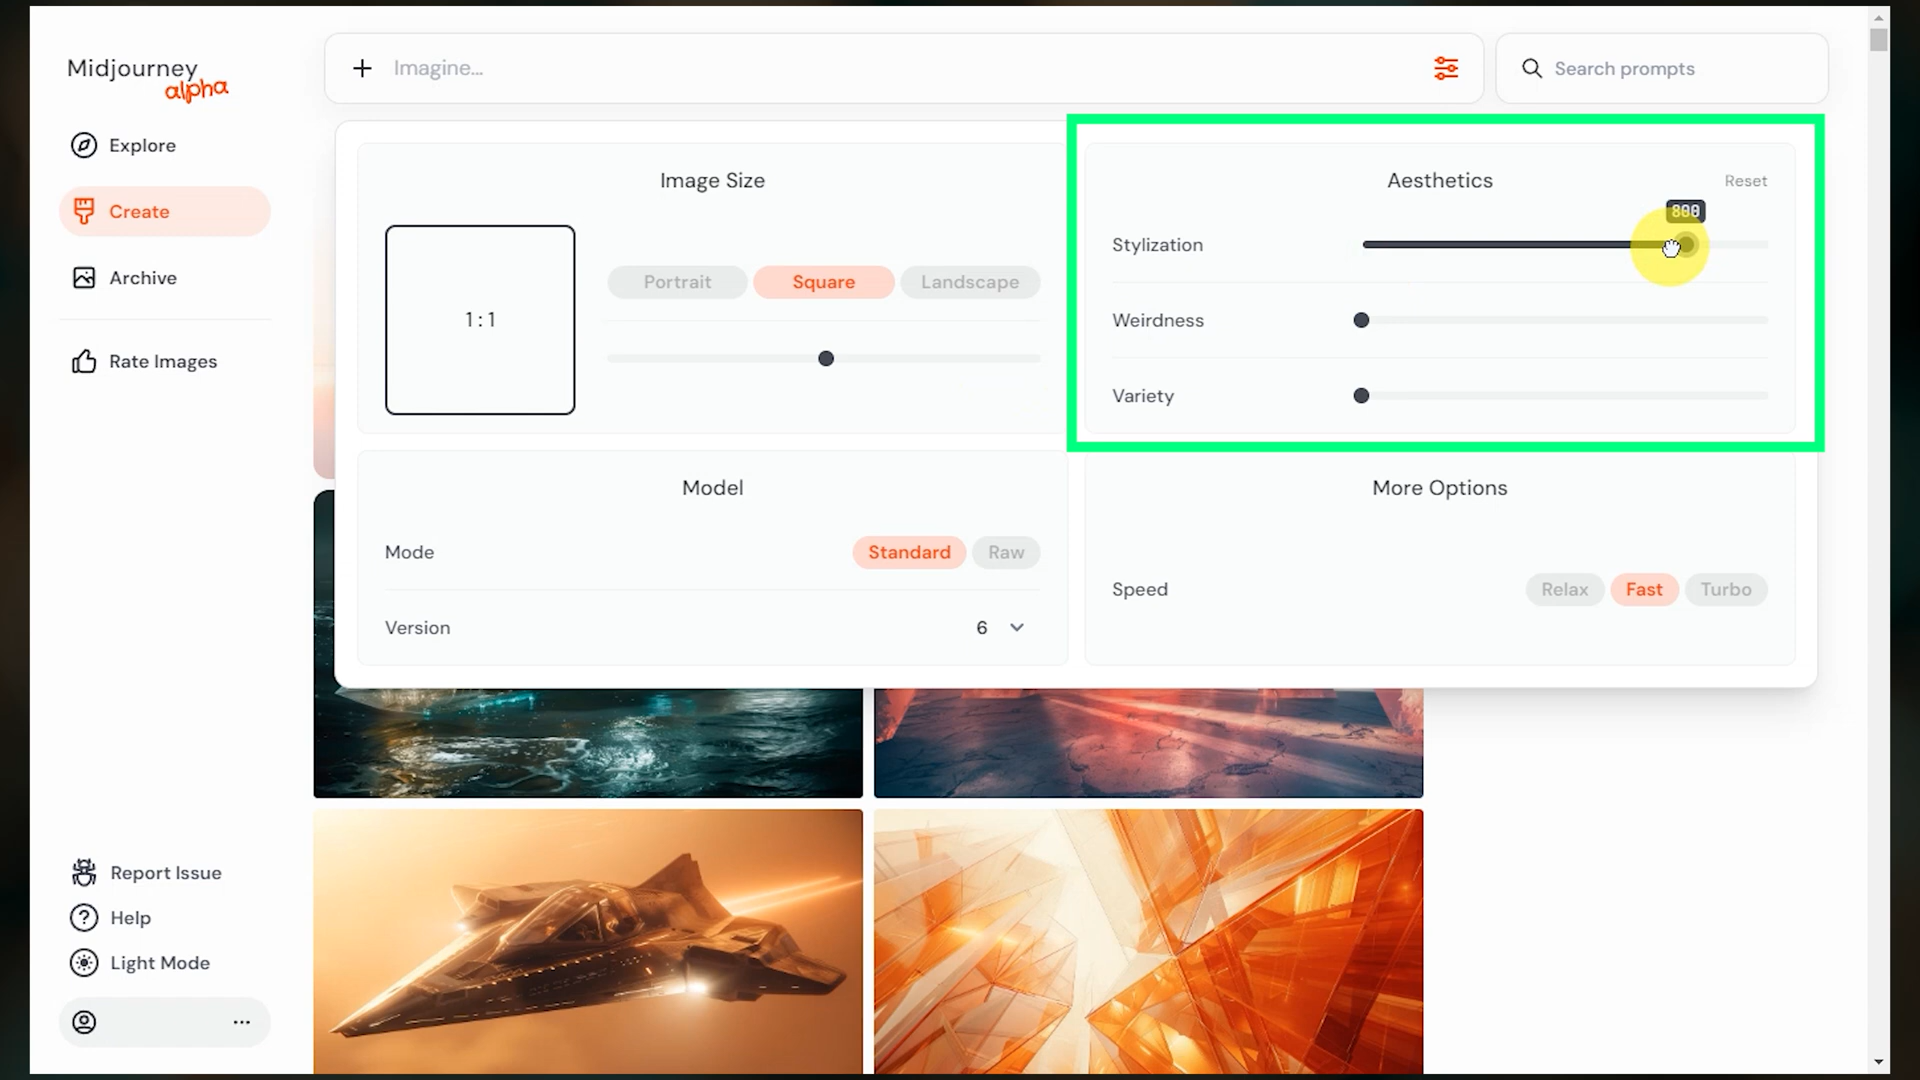 Midjourney
alpha
Imagine...
Search prompts
Explore
Create
Archive
Rate Images
Image Size
1:1
Portrait
Square
Landscape
Aesthetics
Reset
800
Stylization
Weirdness
Variety
Model
Mode
Standard
Raw
Version
6
More Options
Speed
Relax
Fast
Turbo
Report Issue
Help
Light Mode